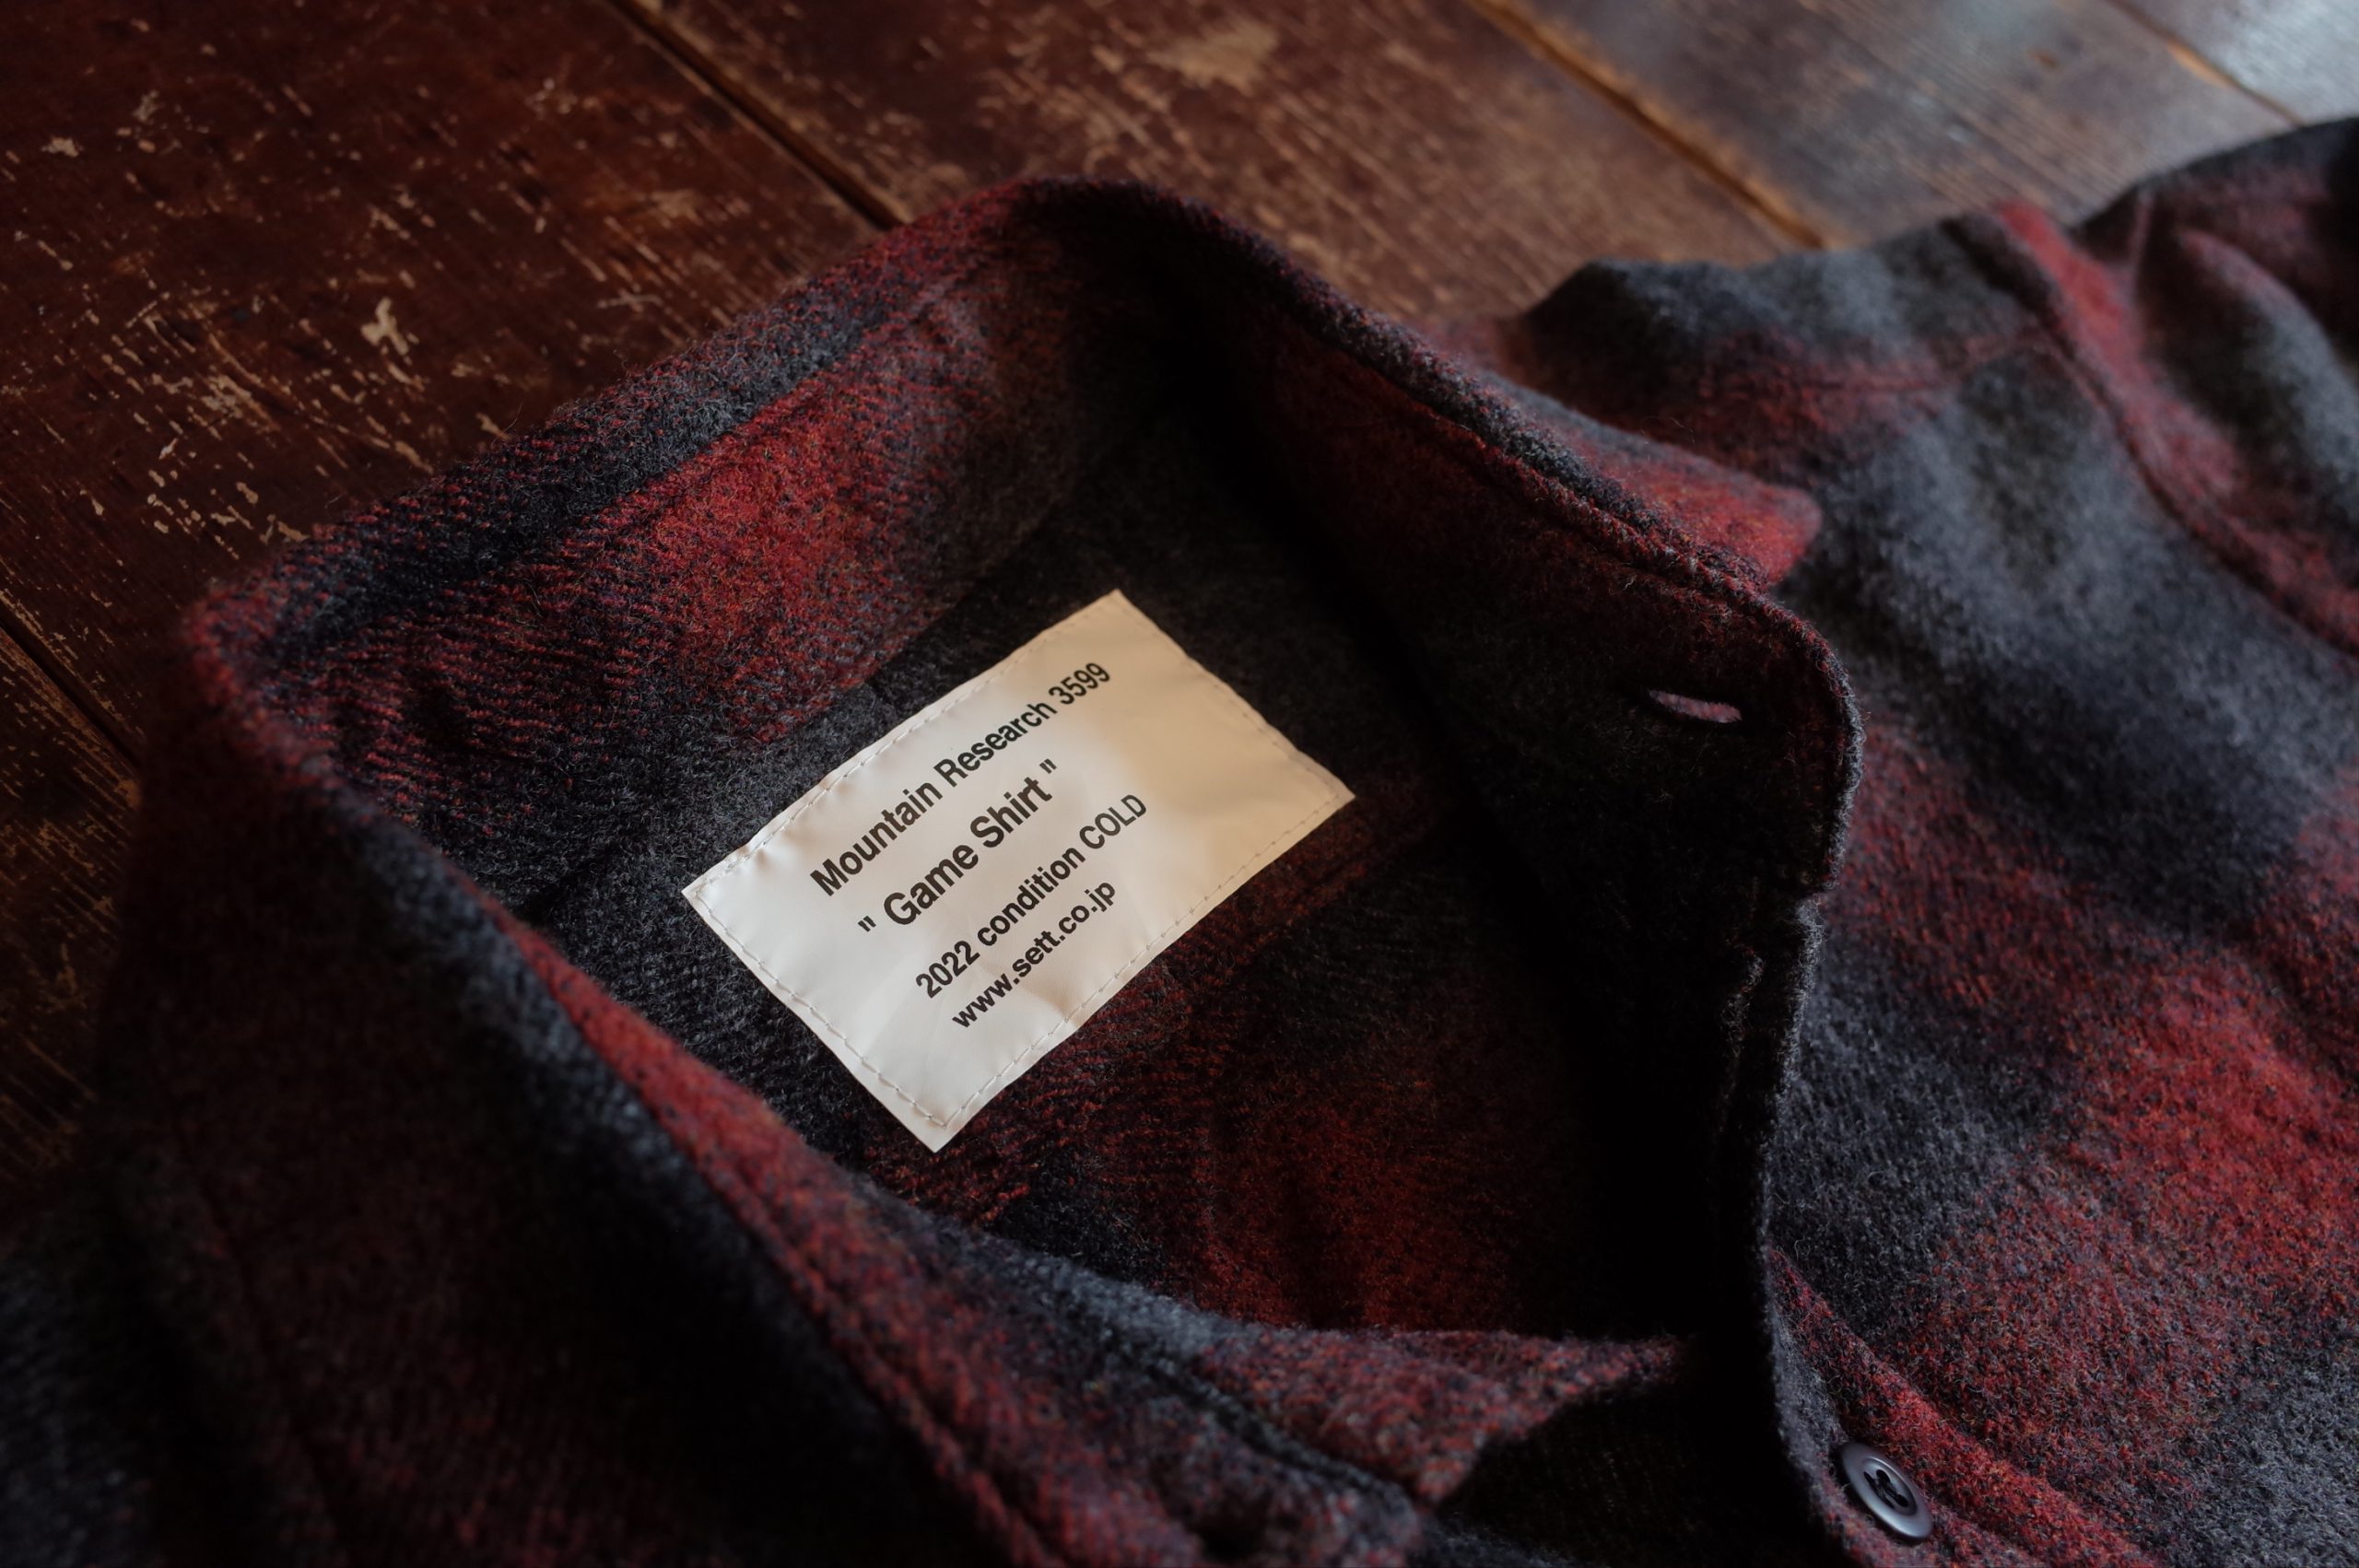 Mountain Research 3599
" Game Shirt "
2022 condition COLD
www.sett.co.jp